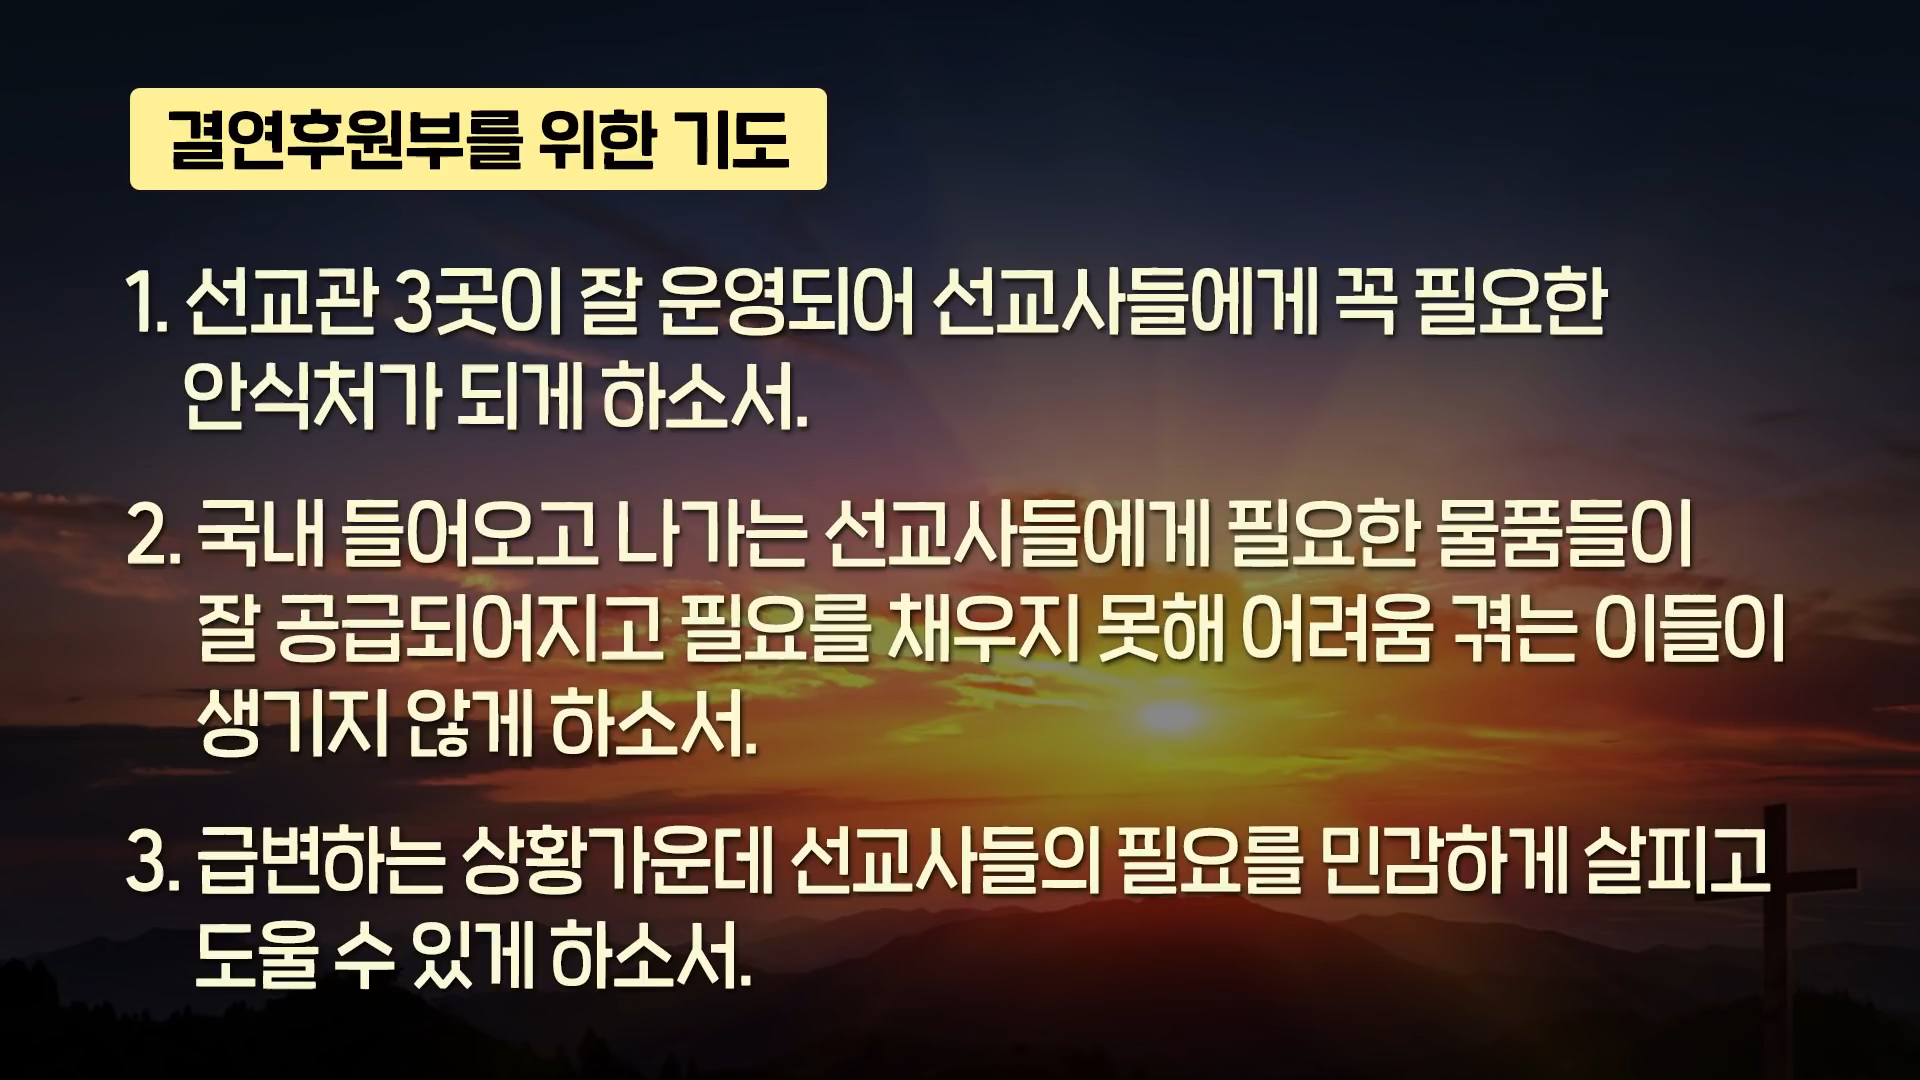 결연후원부를 위한 기도
1. 선교관 3곳이 잘 운영되어 선교사들에게 꼭 필요한
안식처가 되게 하소서.
2. 국내 들어오고 나가는 선교사들에게 필요한 물품들이
잘 공급되어지고 필요를 채우지 못해 어려움 겪는 이들이
생기지 않게 하소서.
3. 급변하는 상황가운데 선교사들의 필요를 민감하게 살피고
도울 수 있게 하소서.